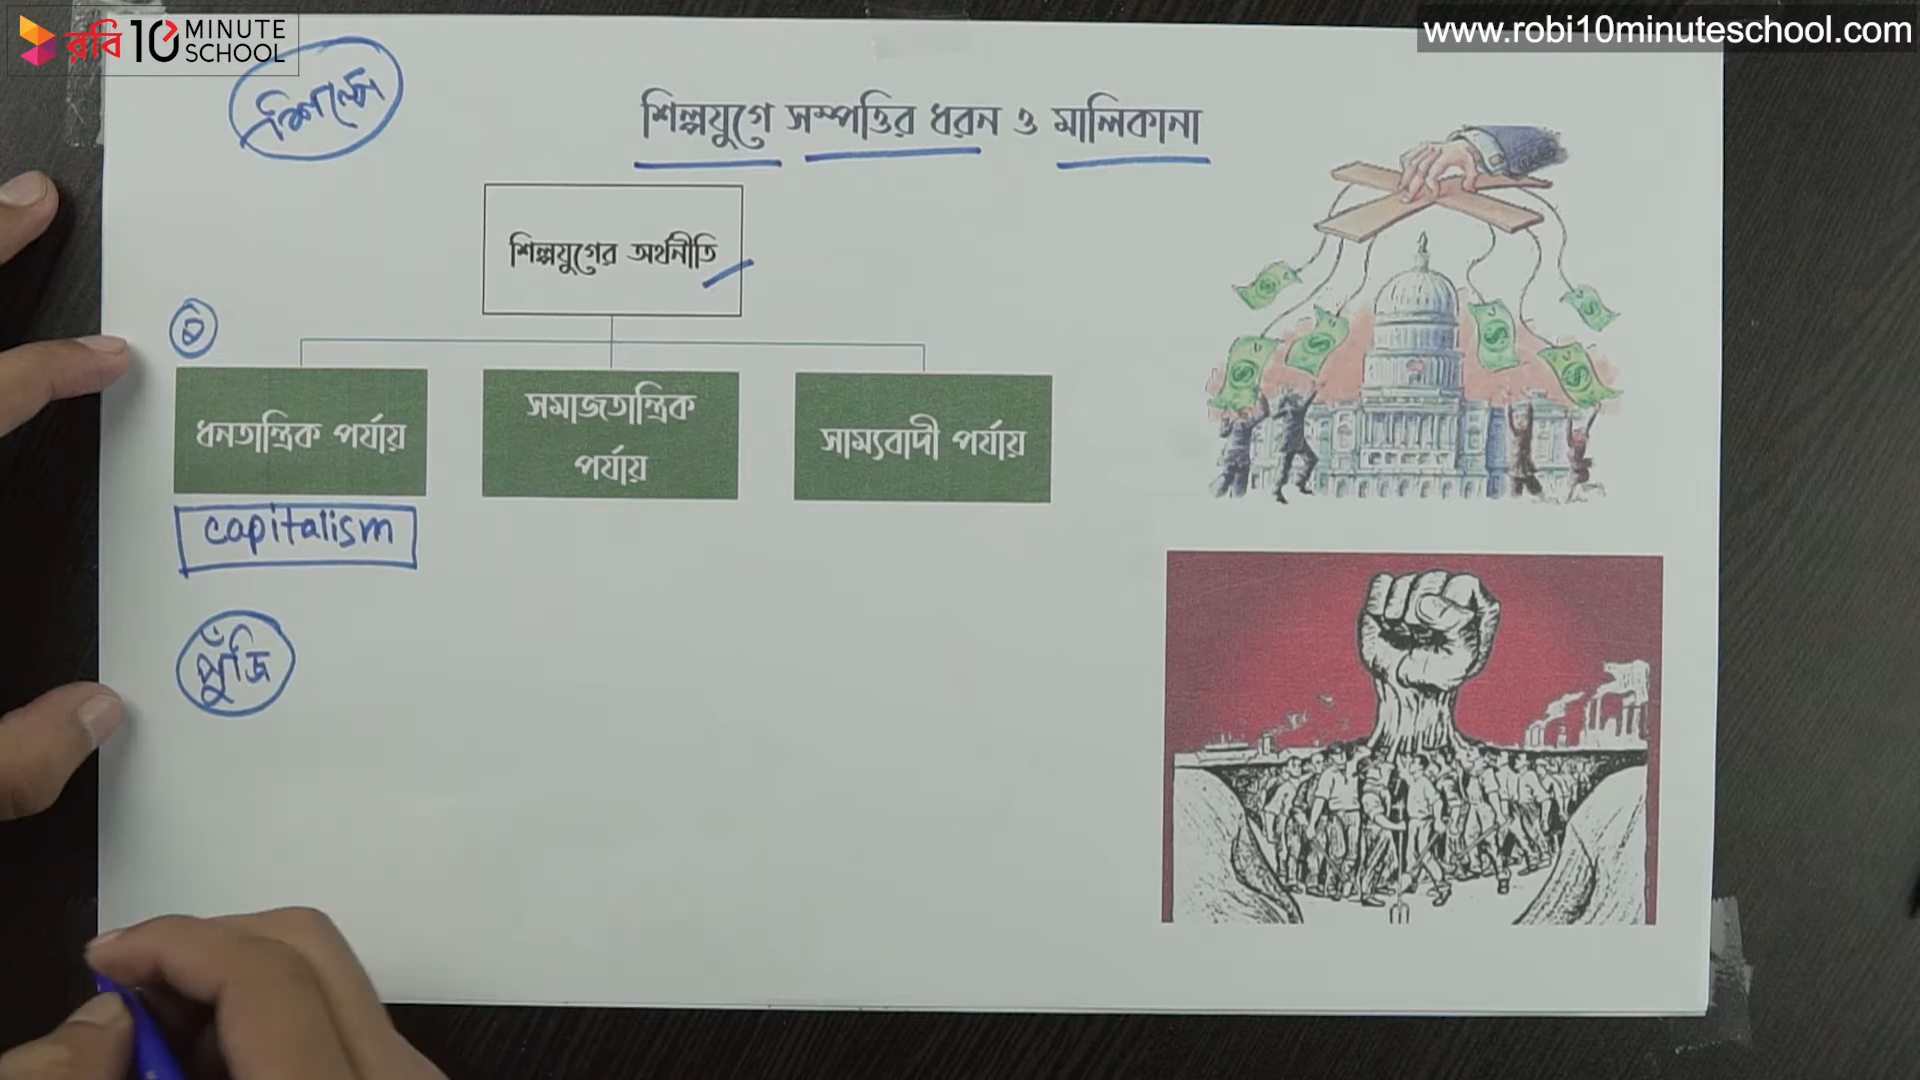 রবি 10 MINUTE SCHOOL
www.robi10minuteschool.com
শিল্পযুগে সম্পত্তির ধরন ও মালিকানা
শিল্পযুগের অর্থনীতি
ধনতান্ত্রিক পর্যায়
সমাজতান্ত্রিক
পর্যায়
সাম্যবাদী পর্যায়
capitalism
পুঁজি